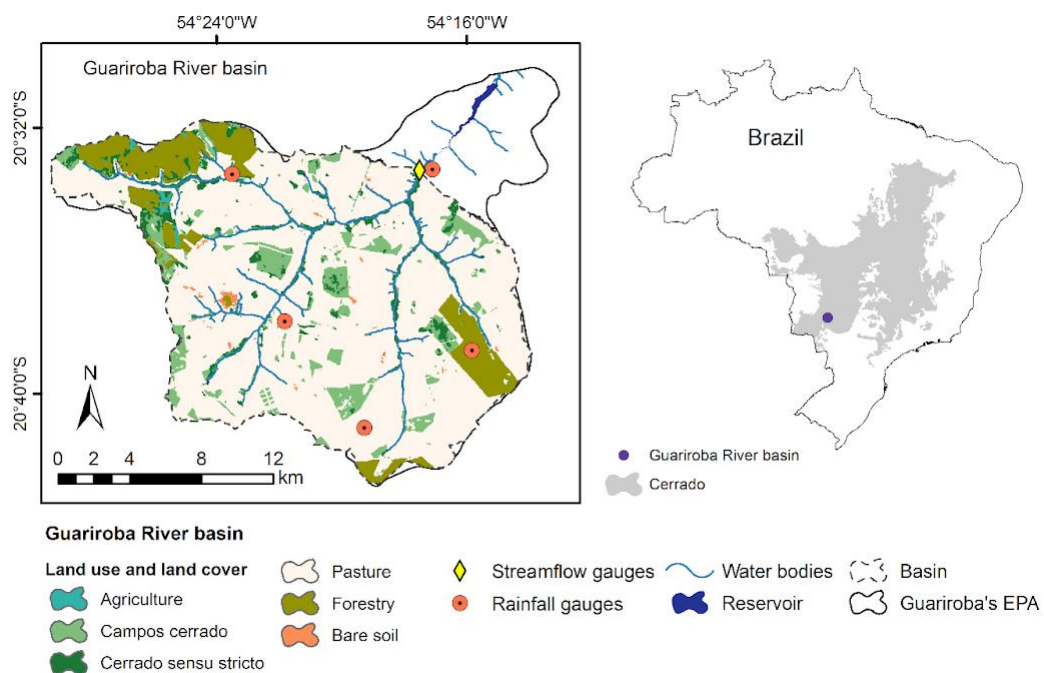 54°24'0"W 54°16'0"W
Guariroba River basin
20°32'0"S
20°40'0"S
N
0 2 4 8 12
km
Brazil
Guariroba River basin
Cerrado
Guariroba River basin
Land use and land cover
Agriculture
Campos cerrado
Cerrado sensu stricto
Pasture
Forestry
Bare soil
Streamflow gauges
Rainfall gauges
Water bodies
Reservoir
Basin
Guariroba's EPA